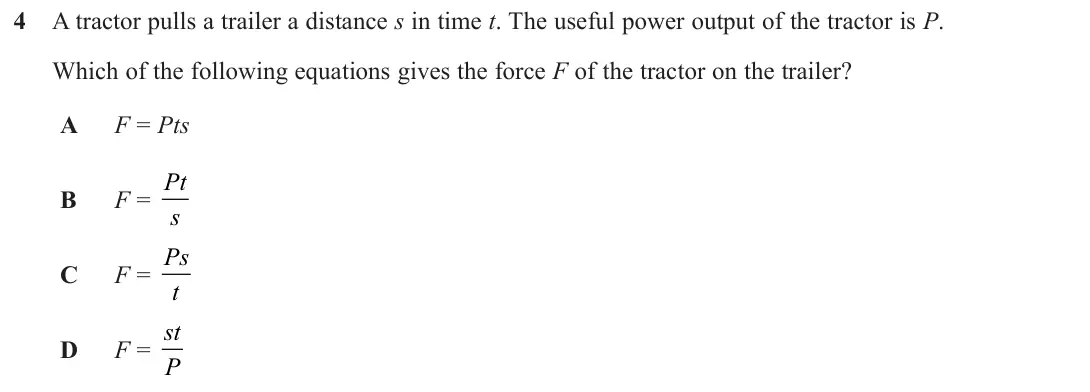 4 A tractor pulls a trailer a distance s in time t. The useful power output of the tractor is P.
Which of the following equations gives the force F of the tractor on the trailer?
A F = Pts
B F = Pt/s
C F = Ps/t
D F = st/P